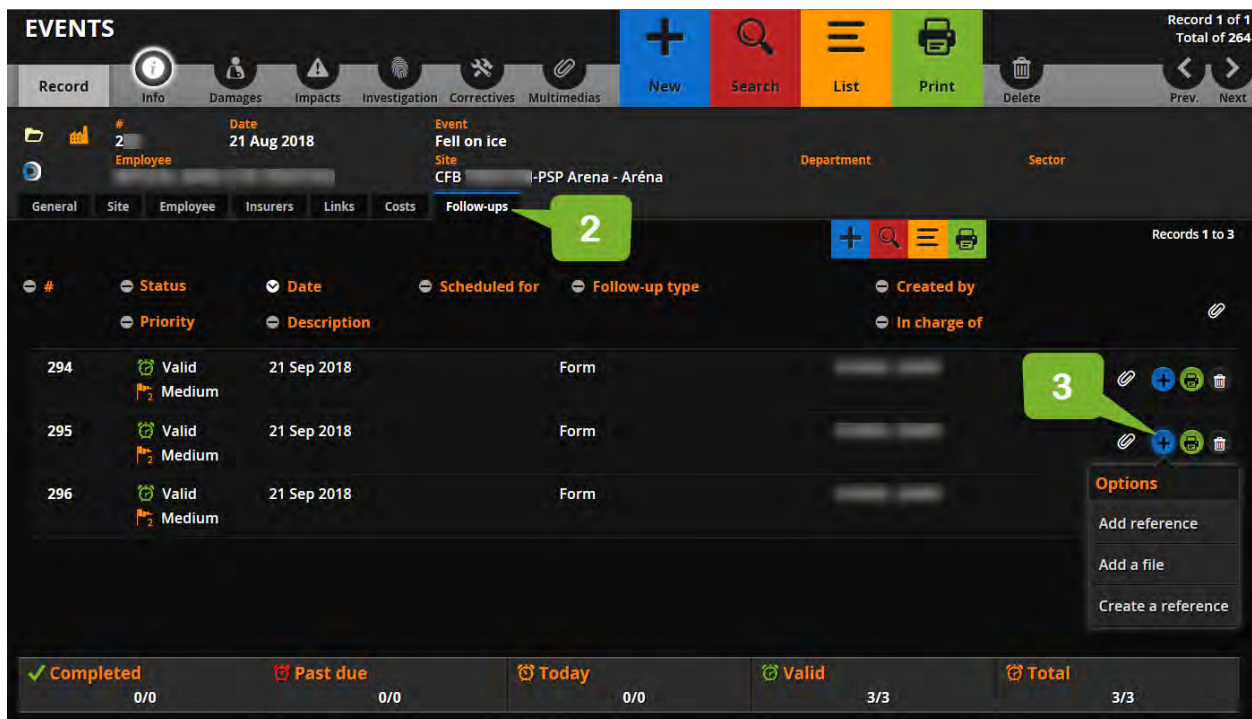 EVENTS
Record 1 of 1
Total of 264
Record
Info
Damages
Impacts
Investigation
Correctives
Multimedias
New
Search
List
Print
Delete
Prev.
Next
#
Date
Event
2
21 Aug 2018
Fell on ice
Employee
Site
Department
Sector
CFB
-PSP Arena - Aréna
General
Site
Employee
Insurers
Links
Costs
Follow-ups
2
Records 1 to 3
#
Status
Date
Scheduled for
Follow-up type
Created by
Priority
Description
In charge of
294
Valid
21 Sep 2018
Form
2 Medium
3
295
Valid
21 Sep 2018
Form
2 Medium
296
Valid
21 Sep 2018
Form
2 Medium
Options
Add reference
Add a file
Create a reference
Completed
Past due
Today
Valid
Total
0/0
0/0
0/0
3/3
3/3